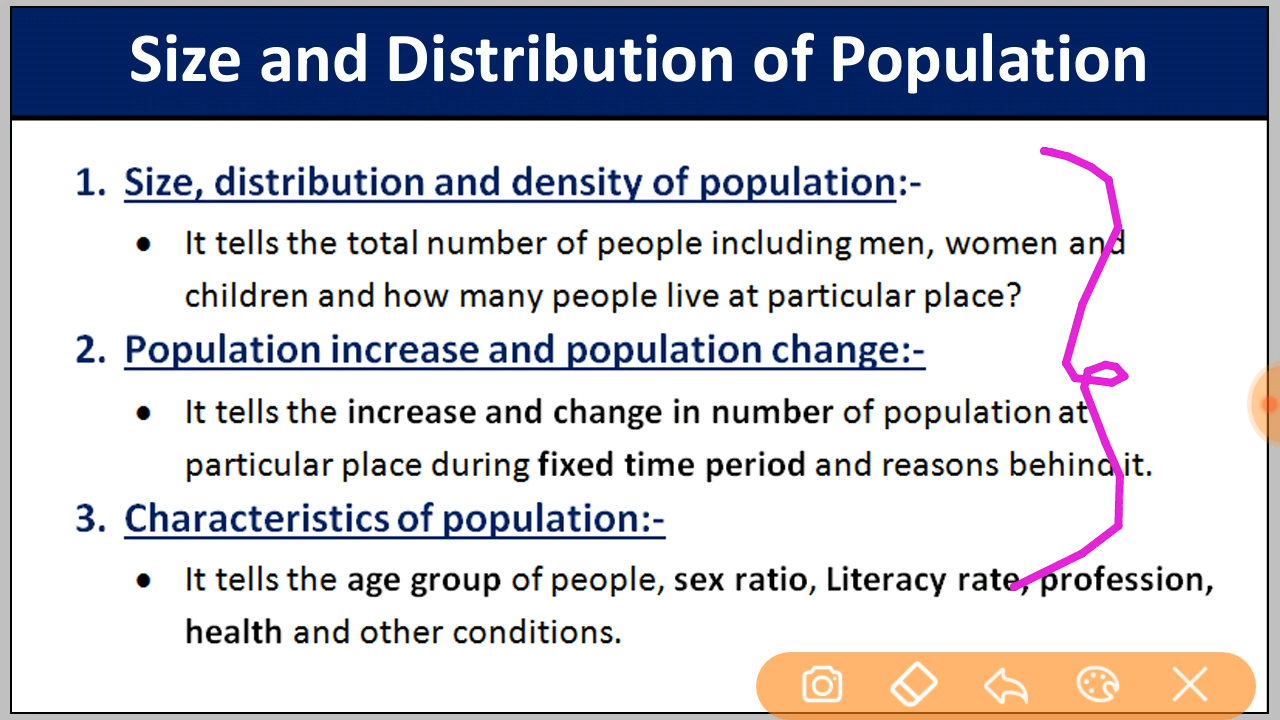 Size and Distribution of Population
1. Size, distribution and density of population:-
• It tells the total number of people including men, women and
children and how many people live at particular place?
2. Population increase and population change:-
• It tells the increase and change in number of population at
particular place during fixed time period and reasons behind it.
3. Characteristics of population:-
• It tells the age group of people, sex ratio, Literacy rate, profession,
health and other conditions.